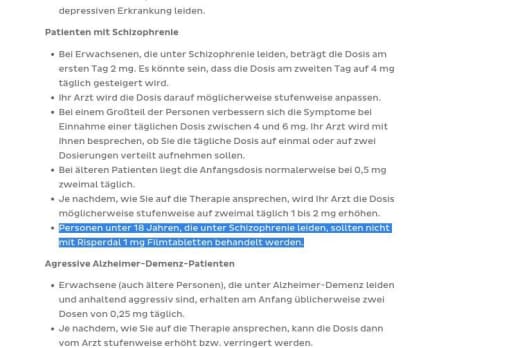 depressiven Erkrankung leiden.
Patienten mit Schizophrenie
• Bei Erwachsenen, die unter Schizophrenie leiden, beträgt die Dosis am
ersten Tag 2 mg. Es könnte sein, dass die Dosis am zweiten Tag auf 4 mg
täglich gesteigert wird.
• Ihr Arzt wird die Dosis darauf möglicherweise stufenweise anpassen.
• Bei einem Großteil der Personen verbessern sich die Symptome bei
Einnahme einer täglichen Dosis zwischen 4 und 6 mg. Ihr Arzt wird mit
Ihnen besprechen, ob Sie die tägliche Dosis auf einmal oder auf zwei
Dosierungen verteilt aufnehmen sollen.
• Bei älteren Patienten liegt die Anfangsdosis normalerweise bei 0,5 mg
zweimal täglich.
• Je nachdem, wie Sie auf die Therapie ansprechen, wird Ihr Arzt die Dosis
möglicherweise stufenweise auf zweimal täglich 1 bis 2 mg erhöhen.
• Personen unter 18 Jahren, die unter Schizophrenie leiden, sollten nicht
mit Risperdal 1 mg Filmtabletten behandelt werden.
Agressive Alzheimer-Demenz-Patienten
• Erwachsene (auch ältere Personen), die unter Alzheimer-Demenz leiden
und anhaltend aggressiv sind, erhalten am Anfang üblicherweise zwei
Dosen von 0,25 mg täglich.
• Je nachdem, wie Sie auf die Therapie ansprechen, kann die Dosis dann
vom Arzt stufenweise erhöht bzw. verringert werden.